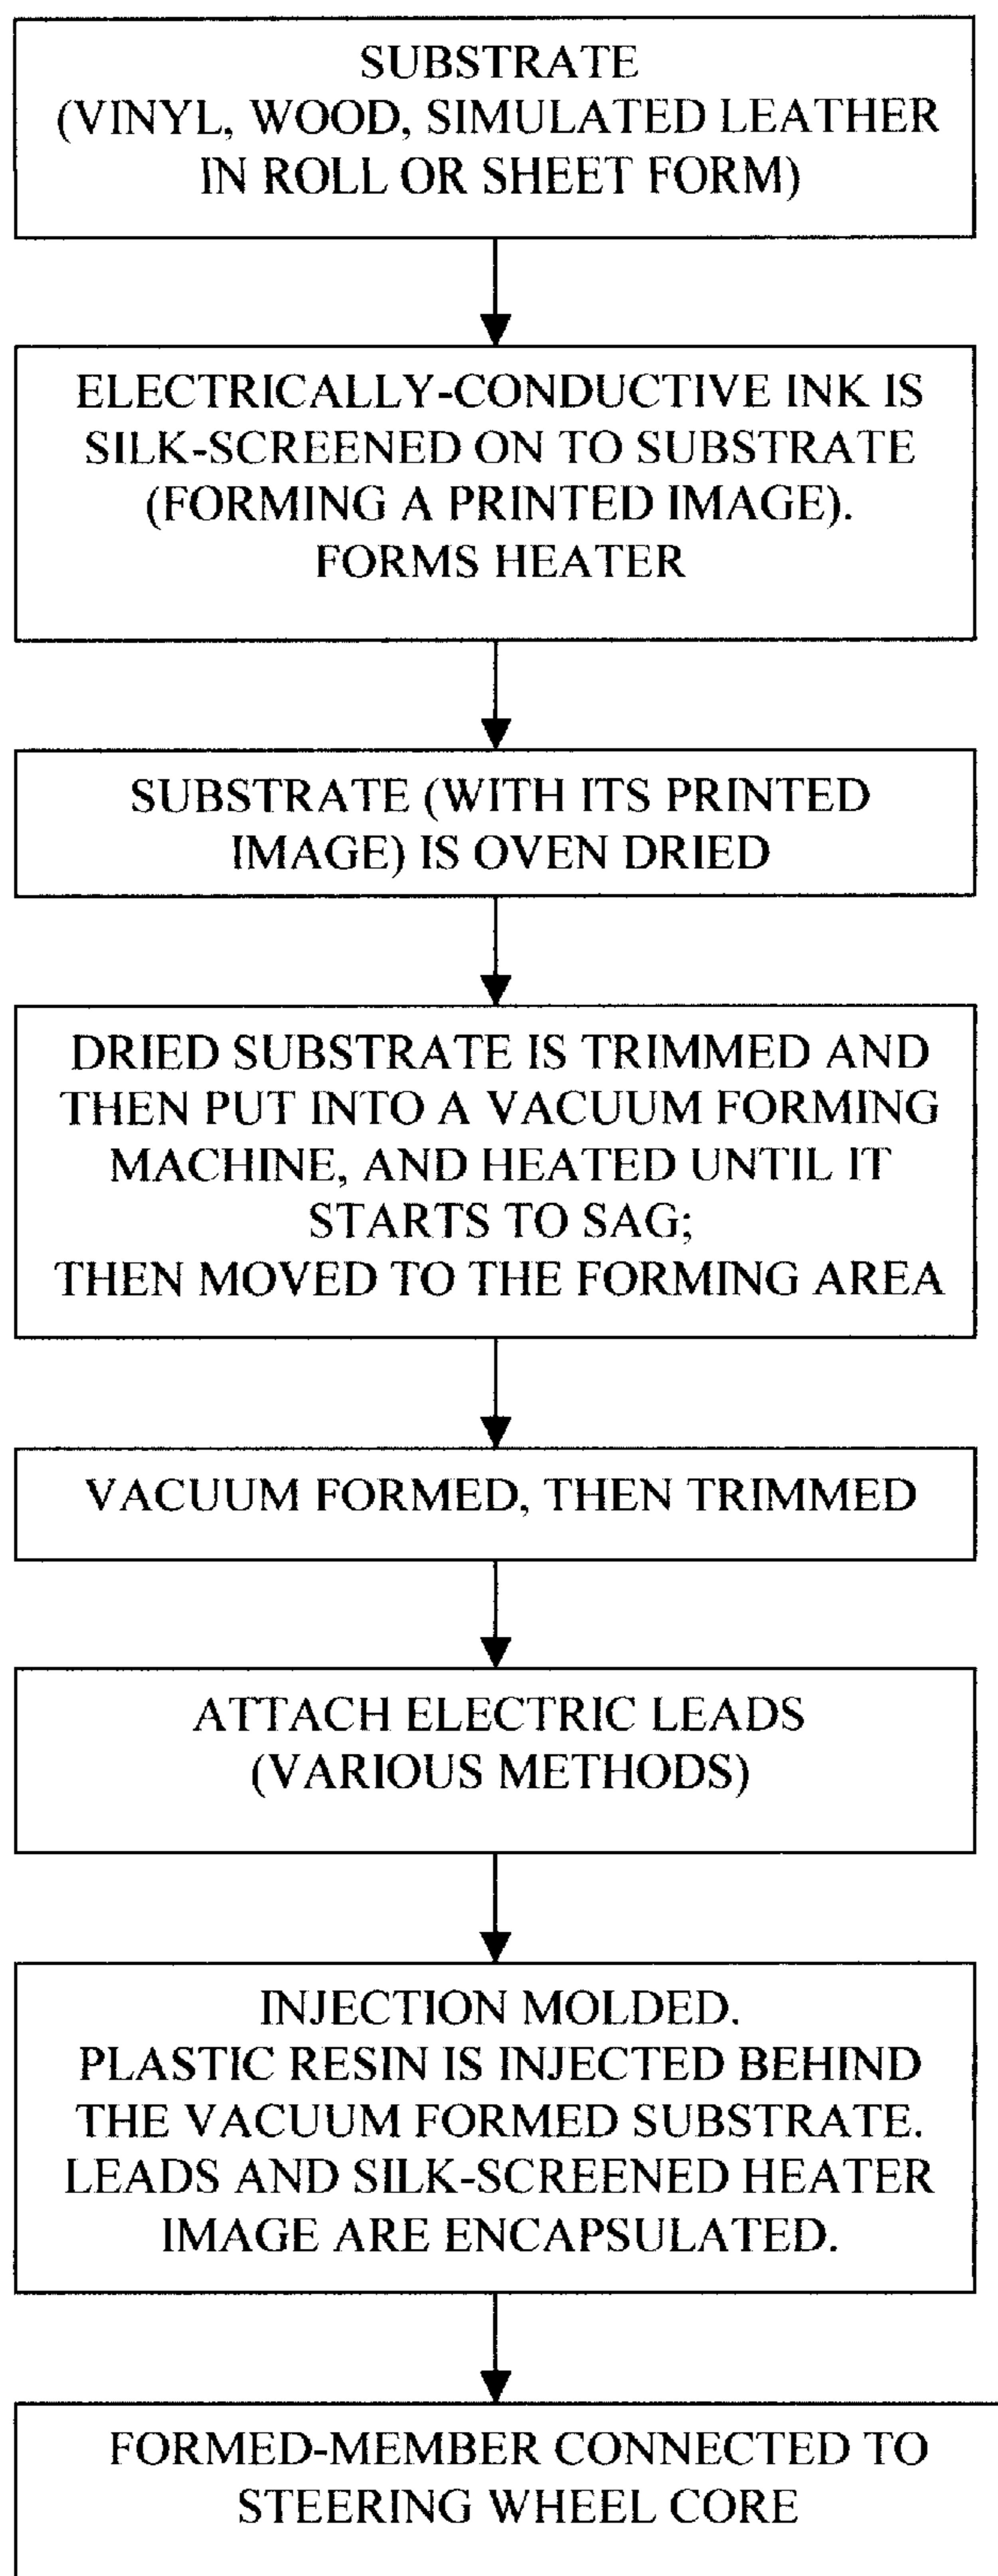 SUBSTRATE
(VINYL, WOOD, SIMULATED LEATHER
IN ROLL OR SHEET FORM)
ELECTRICALLY-CONDUCTIVE INK IS
SILK-SCREENED ON TO SUBSTRATE
(FORMING A PRINTED IMAGE).
FORMS HEATER
SUBSTRATE (WITH ITS PRINTED
IMAGE) IS OVEN DRIED
DRIED SUBSTRATE IS TRIMMED AND
THEN PUT INTO A VACUUM FORMING
MACHINE, AND HEATED UNTIL IT
STARTS TO SAG;
THEN MOVED TO THE FORMING AREA
VACUUM FORMED, THEN TRIMMED
ATTACH ELECTRIC LEADS
(VARIOUS METHODS)
INJECTION MOLDED.
PLASTIC RESIN IS INJECTED BEHIND
THE VACUUM FORMED SUBSTRATE.
LEADS AND SILK-SCREENED HEATER
IMAGE ARE ENCAPSULATED.
FORMED-MEMBER CONNECTED TO
STEERING WHEEL CORE